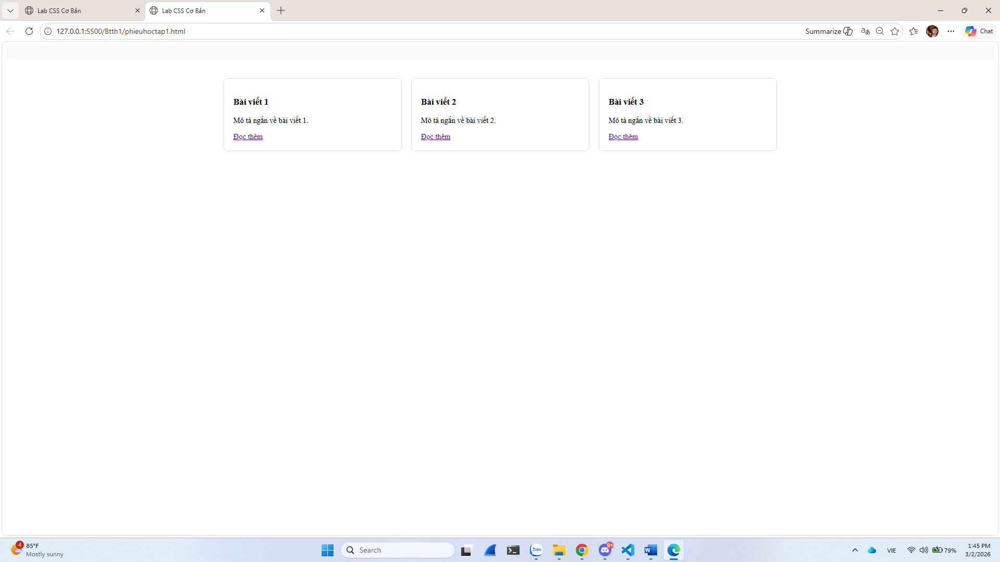 Lab CSS Cơ Bản
Lab CSS Cơ Bản
127.0.0.1:5500/Btth1/phieuhoctap1.html
Summarize
Chat
Bài viết 1
Mô tả ngắn về bài viết 1.
Đọc thêm
Bài viết 2
Mô tả ngắn về bài viết 2.
Đọc thêm
Bài viết 3
Mô tả ngắn về bài viết 3.
Đọc thêm
4
85°F
Mostly sunny
Search
Zalo
9+
W
VIE
79%
1:45 PM
3/2/2026